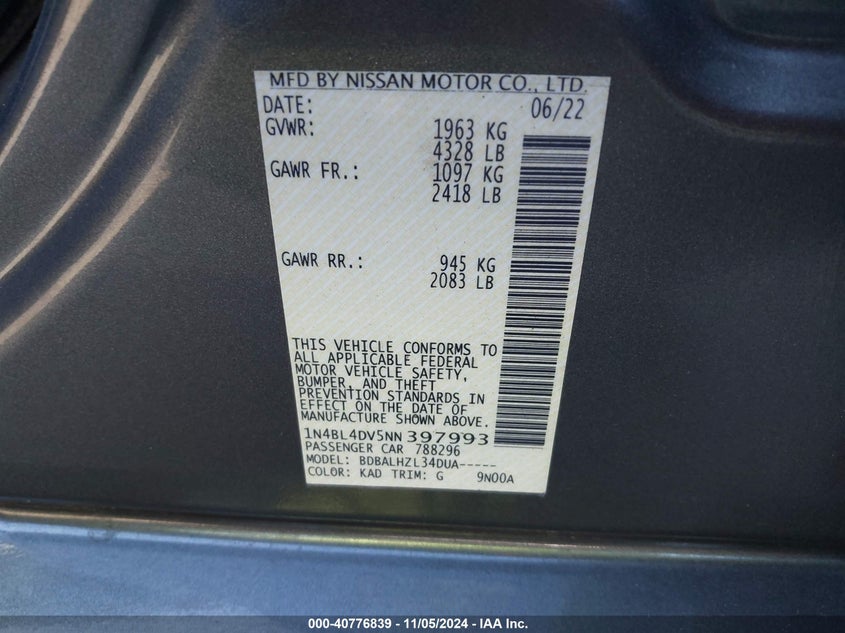 MFD BY NISSAN MOTOR CO., LTD.
DATE: 06/22
GVWR: 1963 KG
4328 LB
GAWR FR.: 1097 KG
2418 LB
GAWR RR.: 945 KG
2083 LB
THIS VEHICLE CONFORMS TO
ALL APPLICABLE FEDERAL
MOTOR VEHICLE SAFETY,
BUMPER, AND THEFT
PREVENTION STANDARDS IN
EFFECT ON THE DATE OF
MANUFACTURE SHOWN ABOVE.
1N4BL4DV5NN397993
PASSENGER CAR 788296
MODEL: BDBALHZL34DUA-----
COLOR: KAD TRIM: G 9N00A
000-40776839 - 11/05/2024 - IAA Inc.